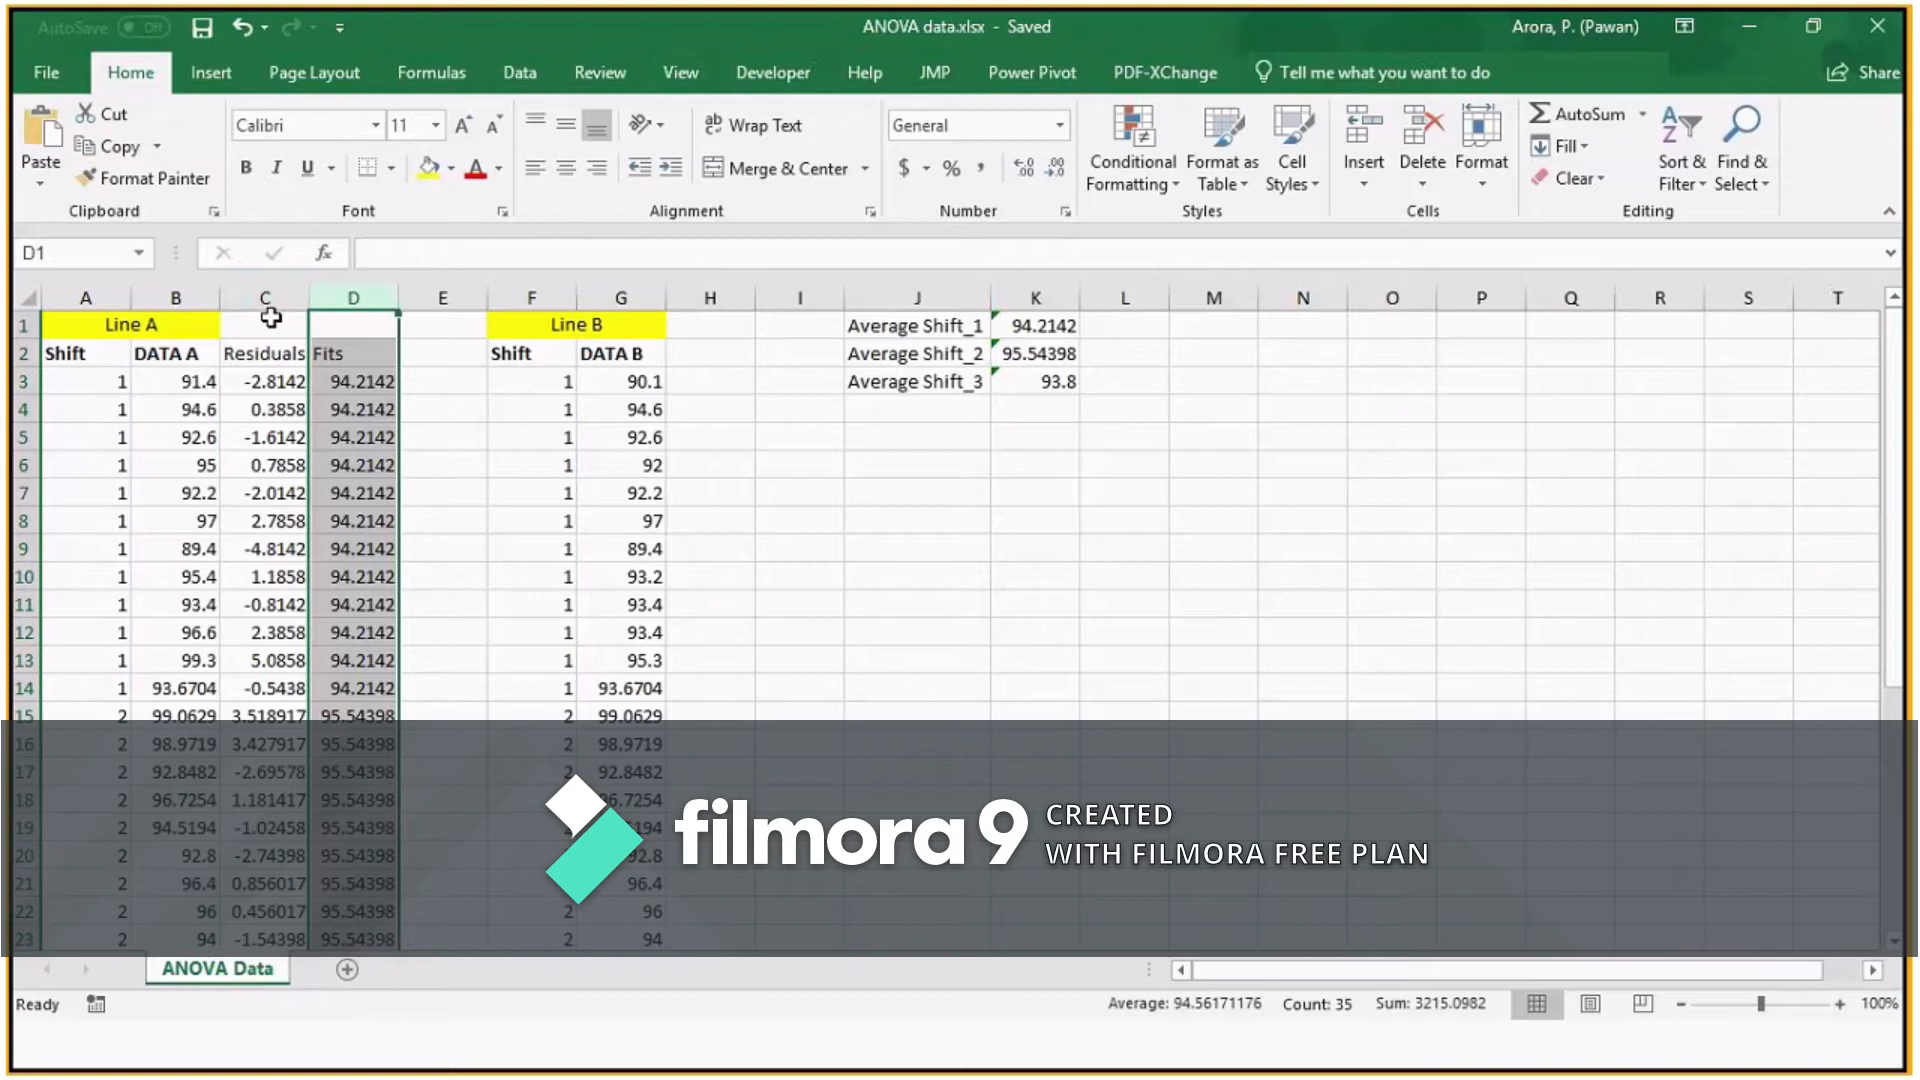 AutoSave Off ANOVA data.xlsx - Saved Arora, P. (Pawan)
File Home Insert Page Layout Formulas Data Review View Developer Help JMP Power Pivot PDF-XChange Tell me what you want to do Share
Paste Cut Copy Format Painter
Clipboard
Calibri 11
B I U A
Font
Wrap Text
Merge & Center
Alignment
General
$ % ,
Number
Conditional Formatting Format as Table Cell Styles
Styles
Insert Delete Format
Cells
AutoSum Fill Clear
Sort & Filter Find & Select
Editing
D1 fx
A B C D E F G H I J K L M N O P Q R S T
1 Line A Line B Average Shift_1 94.2142
2 Shift DATA A Residuals Fits Shift DATA B Average Shift_2 95.54398
3 1 91.4 -2.8142 94.2142 1 90.1 Average Shift_3 93.8
4 1 94.6 0.3858 94.2142 1 94.6
5 1 92.6 -1.6142 94.2142 1 92.6
6 1 95 0.7858 94.2142 1 92
7 1 92.2 -2.0142 94.2142 1 92.2
8 1 97 2.7858 94.2142 1 97
9 1 89.4 -4.8142 94.2142 1 89.4
10 1 95.4 1.1858 94.2142 1 93.2
11 1 93.4 -0.8142 94.2142 1 93.4
12 1 96.6 2.3858 94.2142 1 93.4
13 1 99.3 5.0858 94.2142 1 95.3
14 1 93.6704 -0.5438 94.2142 1 93.6704
15 2 99.0629 3.518917 95.54398 2 99.0629
16 2 98.9719 3.427917 95.54398 2 98.9719
17 2 92.8482 -2.69578 95.54398 2 92.8482
18 2 96.7254 1.181417 95.54398
19 2 94.5194 -1.02458 95.54398
20 2 92.8 -2.74398 95.54398
21 2 96.4 0.856017 95.54398 96.4
22 2 96 0.456017 95.54398 2 96
23 2 94 -1.54398 95.54398 2 94
filmora9 CREATED
WITH FILMORA FREE PLAN
ANOVA Data
Ready Average: 94.56171176 Count: 35 Sum: 3215.0982 100%